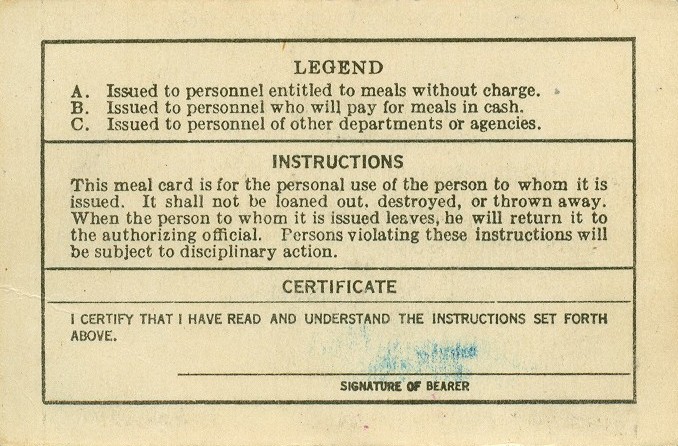 LEGEND
A. Issued to personnel entitled to meals without charge.
B. Issued to personnel who will pay for meals in cash.
C. Issued to personnel of other departments or agencies.
INSTRUCTIONS
This meal card is for the personal use of the person to whom it is
issued. It shall not be loaned out, destroyed, or thrown away.
When the person to whom it is issued leaves, he will return it to
the authorizing official. Persons violating these instructions will
be subject to disciplinary action.
CERTIFICATE
I CERTIFY THAT I HAVE READ AND UNDERSTAND THE INSTRUCTIONS SET FORTH
ABOVE.
SIGNATURE OF BEARER